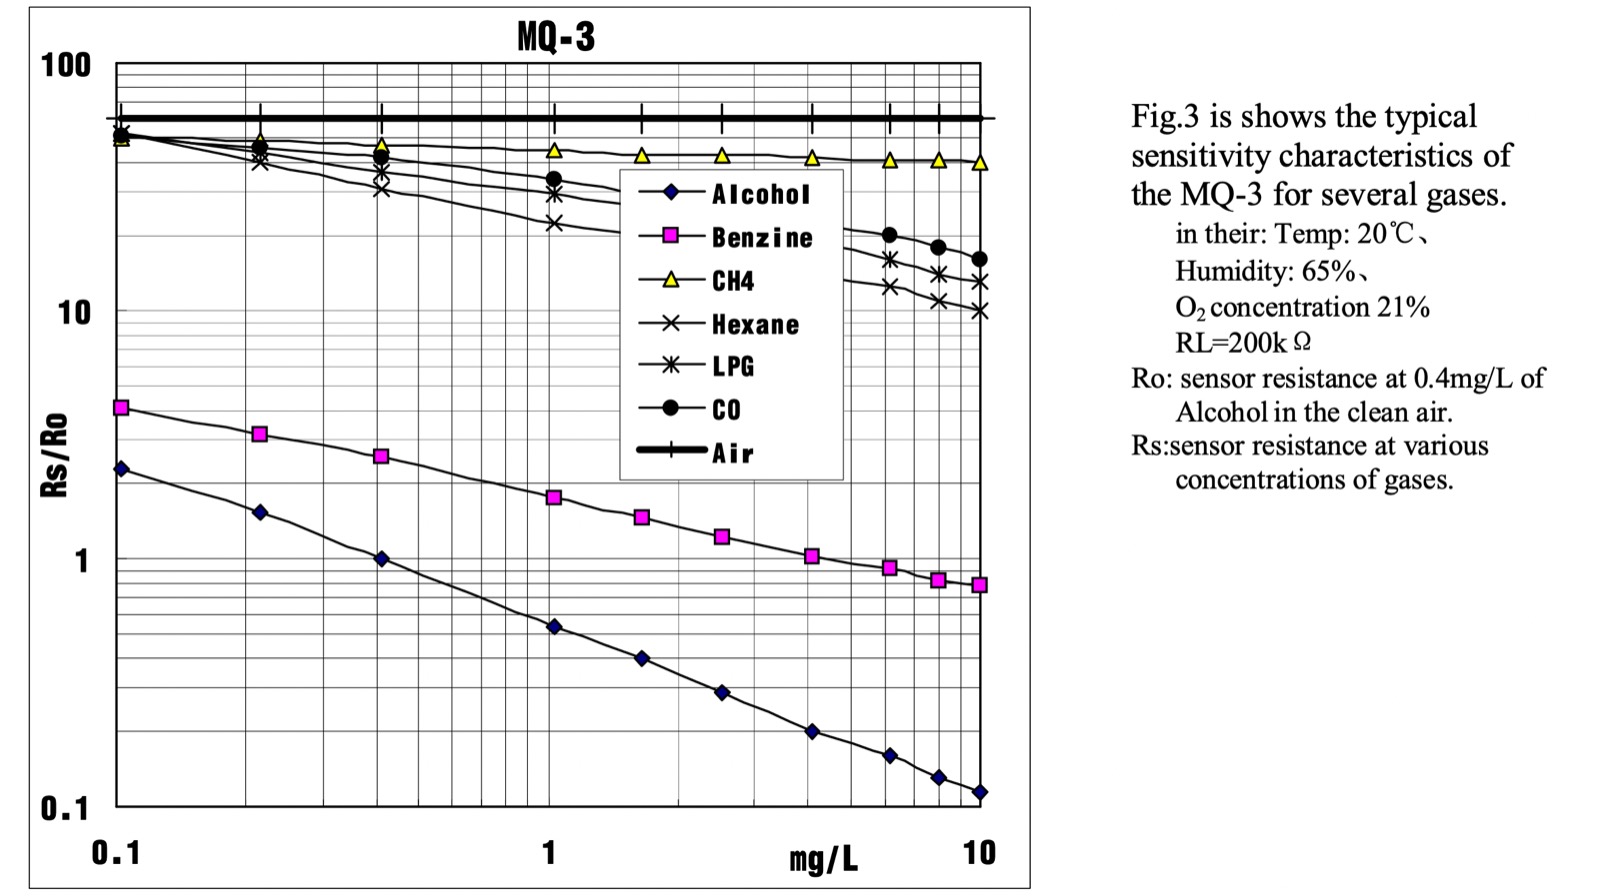 MQ-3
100
10
1
0.1
Rs/Ro
0.1
1
mg/L
10
Alcohol
Benzine
CH4
Hexane
LPG
CO
Air
Fig.3 is shows the typical
sensitivity characteristics of
the MQ-3 for several gases.
in their: Temp: 20℃、
Humidity: 65%、
O₂ concentration 21%
RL=200k Ω
Ro: sensor resistance at 0.4mg/L of
Alcohol in the clean air.
Rs:sensor resistance at various
concentrations of gases.